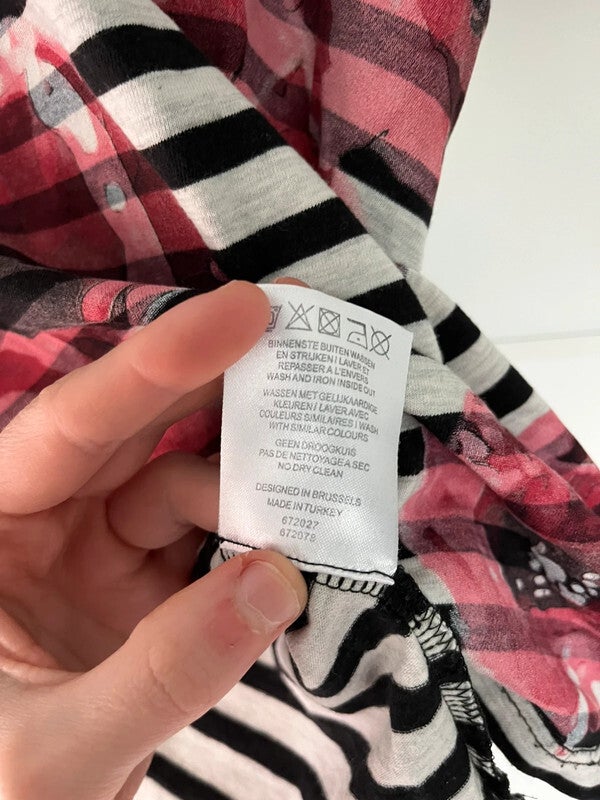 BINNENSTE BUITEN WASSEN
EN STRIJKEN / LAVER ET
REPASSER A L'ENVERS
WASH AND IRON INSIDE OUT
WASSEN MET GELIJKAARDIGE
KLEUREN / LAVER AVEC
COULEURS SIMILAIRES / WASH
WITH SIMILAR COLOURS
GEEN DROOGKUIS
PAS DE NETTOYAGE A SEC
NO DRY CLEAN
DESIGNED IN BRUSSELS
MADE IN TURKEY
672027
672078